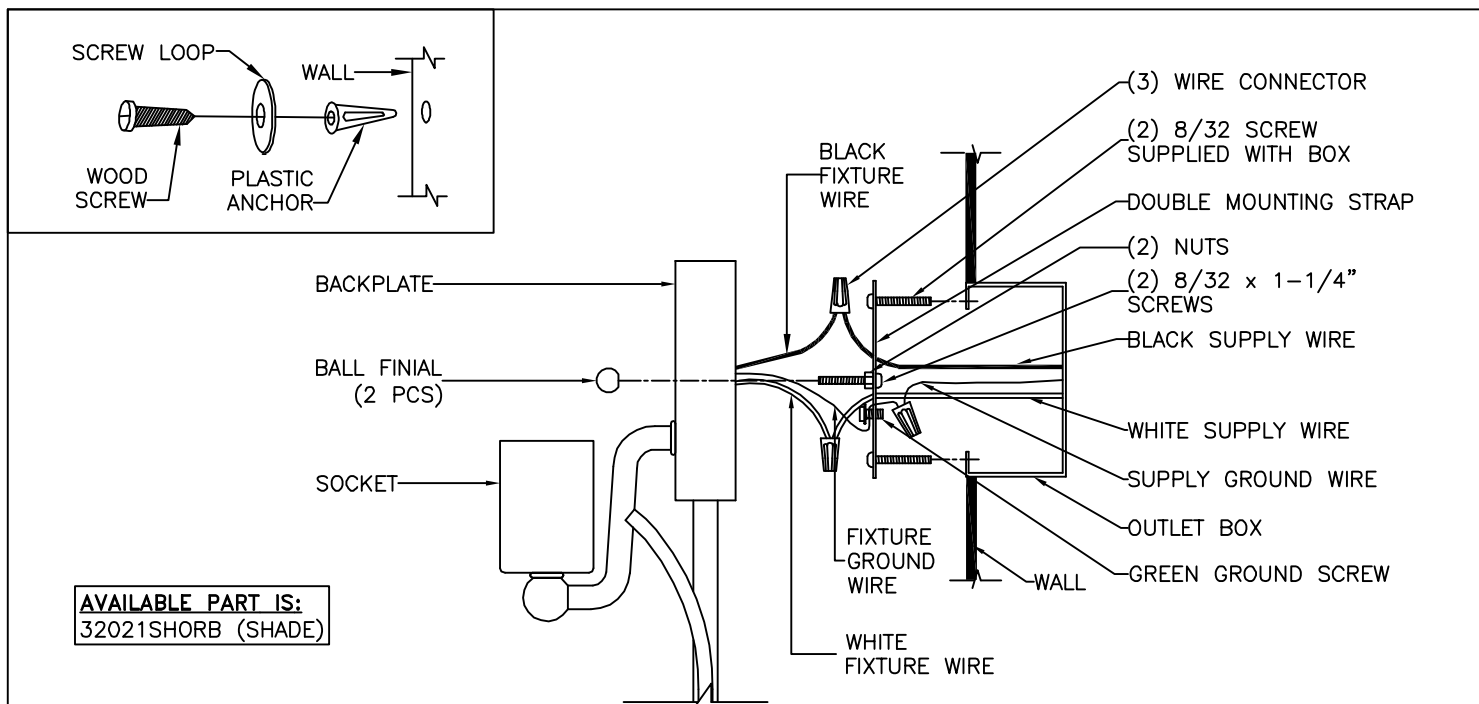 SCREW LOOP
WALL
WOOD
SCREW
PLASTIC
ANCHOR
BLACK
FIXTURE
WIRE
(3) WIRE CONNECTOR
(2) 8/32 SCREW
SUPPLIED WITH BOX
DOUBLE MOUNTING STRAP
(2) NUTS
(2) 8/32 x 1-1/4”
SCREWS
BLACK SUPPLY WIRE
WHITE SUPPLY WIRE
SUPPLY GROUND WIRE
OUTLET BOX
GREEN GROUND SCREW
WALL
BACKPLATE
BALL FINIAL
(2 PCS)
SOCKET
FIXTURE
GROUND
WIRE
WHITE
FIXTURE WIRE
AVAILABLE PART IS:
32021SHORB (SHADE)